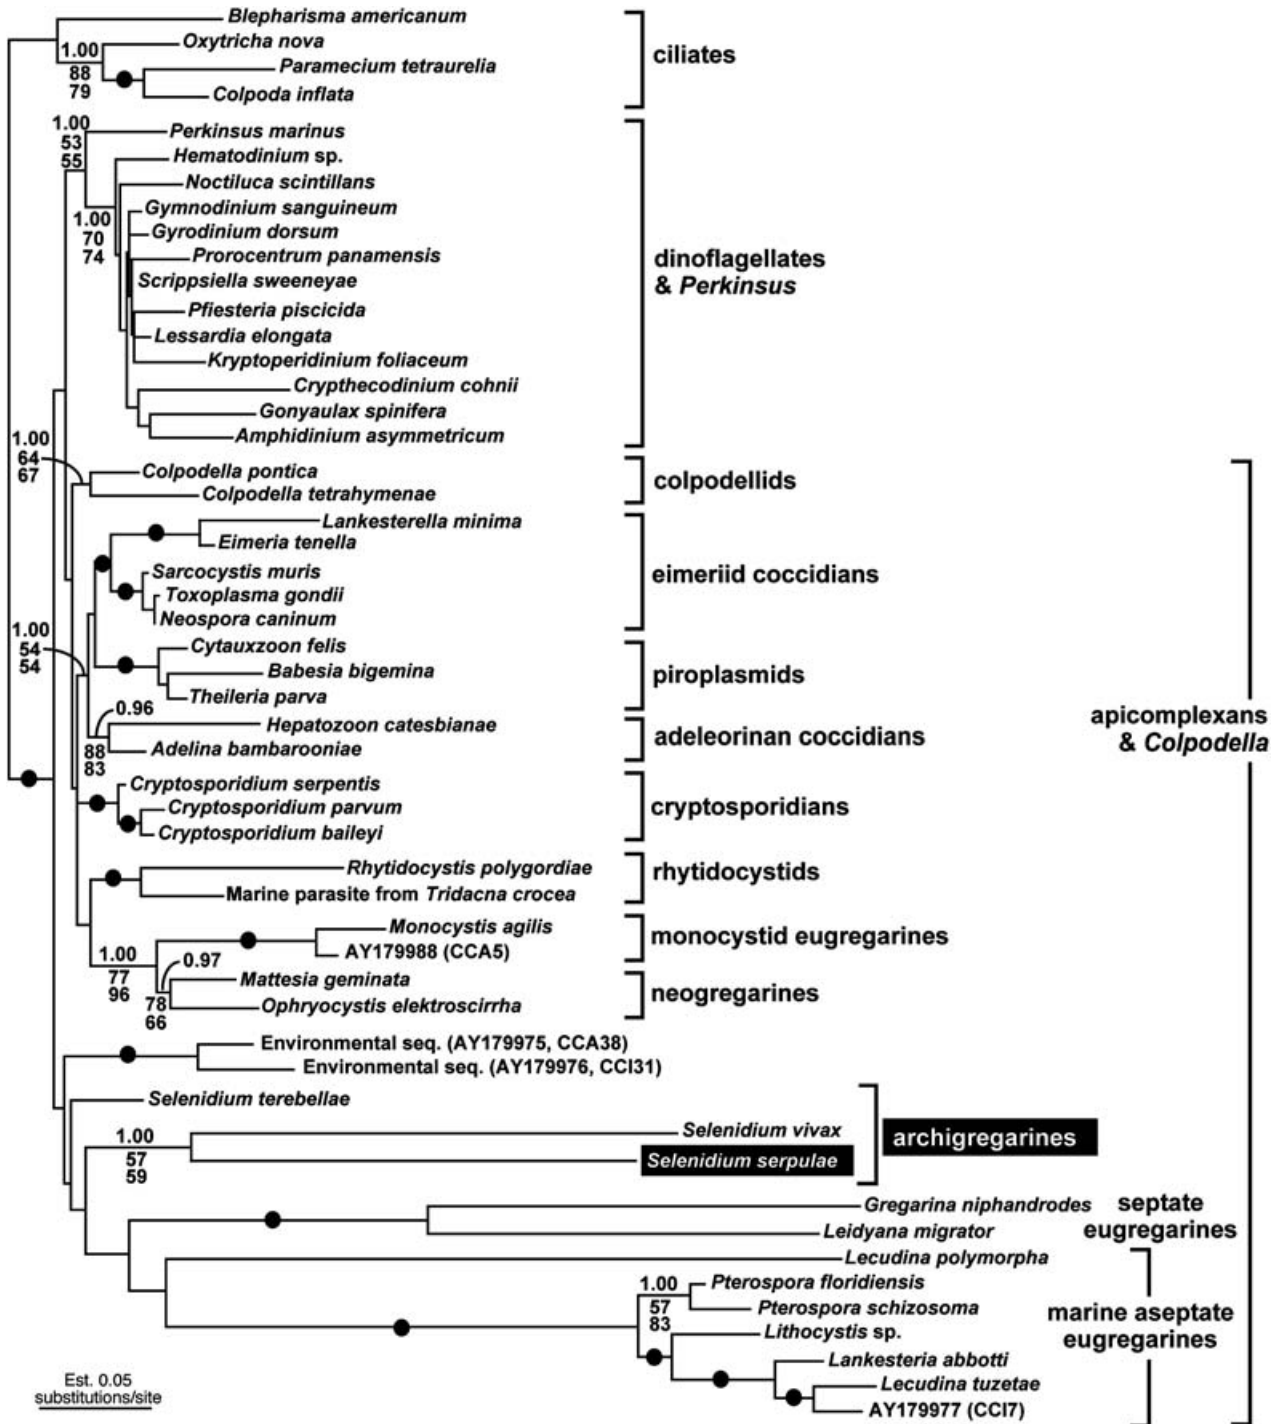 Blepharisma americanum
Oxytricha nova
1.00
88
79
Paramecium tetraurelia
Colpoda inflata
ciliates
1.00
53
55
Perkinsus marinus
Hematodinium sp.
Noctiluca scintillans
1.00
70
74
Gymnodinium sanguineum
Gyrodinium dorsum
Prorocentrum panamensis
Scrippsiella sweeneyae
Pfiesteria piscicida
Lessardia elongata
Kryptoperidinium foliaceum
Crypthecodinium cohnii
Gonyaulax spinifera
Amphidinium asymmetricum
dinoflagellates
& Perkinsus
1.00
64
67
Colpodella pontica
Colpodella tetrahymenae
colpodellids
Lankesterella minima
Eimeria tenella
Sarcocystis muris
Toxoplasma gondii
Neospora caninum
eimeriid coccidians
1.00
54
54
Cytauxzoon felis
Babesia bigemina
Theileria parva
piroplasmids
0.96
88
83
Hepatozoon catesbianae
Adelina bambarooniae
adeleorinan coccidians
apicomplexans
& Colpodella
Cryptosporidium serpentis
Cryptosporidium parvum
Cryptosporidium baileyi
cryptosporidians
Rhytidocystis polygordiae
Marine parasite from Tridacna crocea
rhytidocystids
Monocystis agilis
AY179988 (CCA5)
monocystid eugregarines
1.00
77
96
0.97
78
66
Mattesia geminata
Ophryocystis elektroscirrha
neogregarines
Environmental seq. (AY179975, CCA38)
Environmental seq. (AY179976, CCI31)
Selenidium terebellae
1.00
57
59
Selenidium vivax
Selenidium serpulae
archigregarines
Gregarina niphandrodes
Leidyana migrator
septate
eugregarines
Lecudina polymorpha
1.00
57
83
Pterospora floridiensis
Pterospora schizosoma
Lithocystis sp.
Lankesteria abbotti
Lecudina tuzetae
AY179977 (CCI7)
marine aseptate
eugregarines
Est. 0.05
substitutions/site